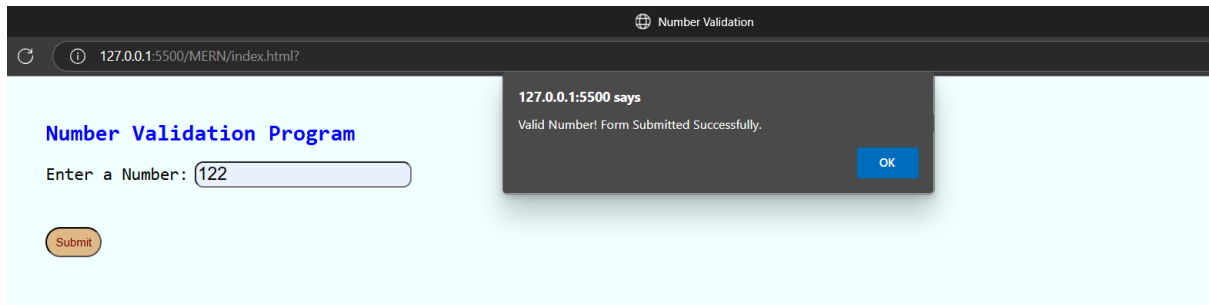 Number Validation
127.0.0.1:5500/MERN/index.html?
127.0.0.1:5500 says
Valid Number! Form Submitted Successfully.
OK
Number Validation Program
Enter a Number: 122
Submit